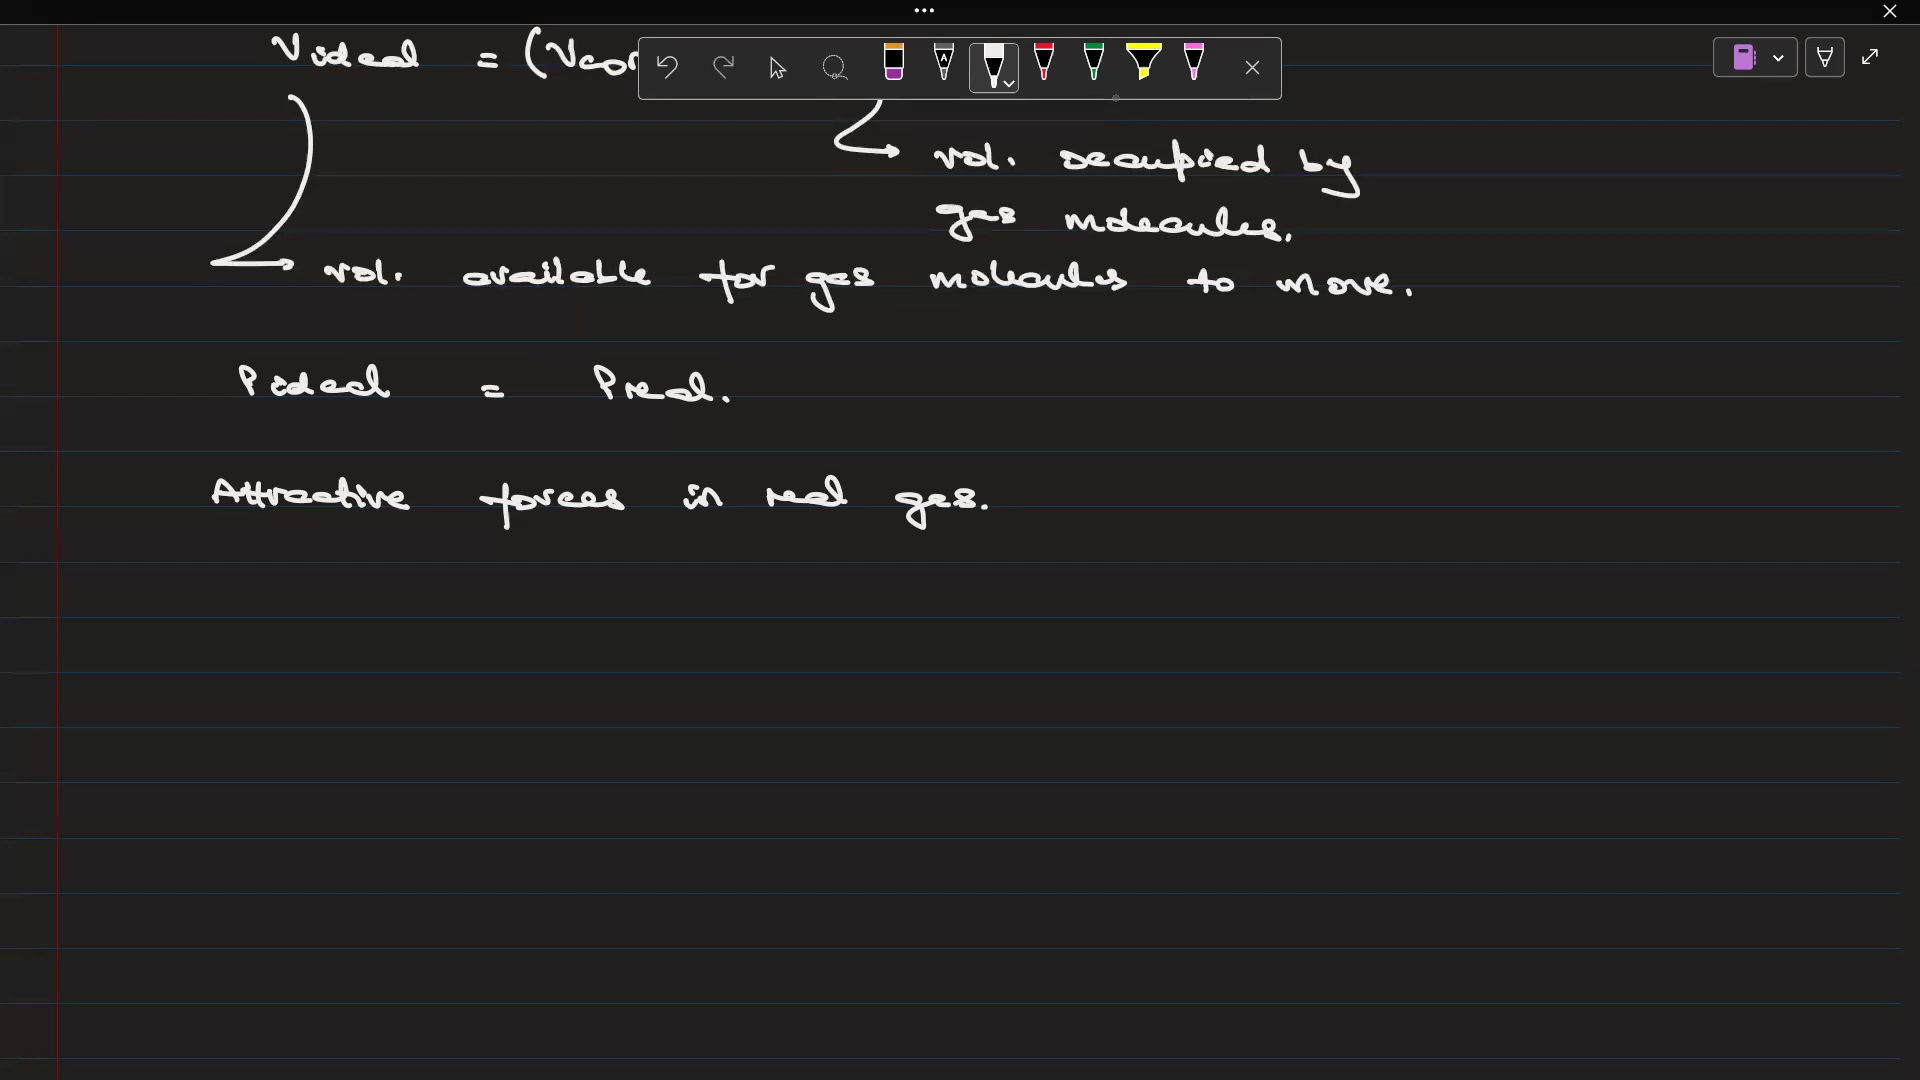 Videal = (Vcon
vol. occupied by
gas molecules.
vol. available for gas molecules to move.
Pideal = Preal.
Attractive forces in real gas.